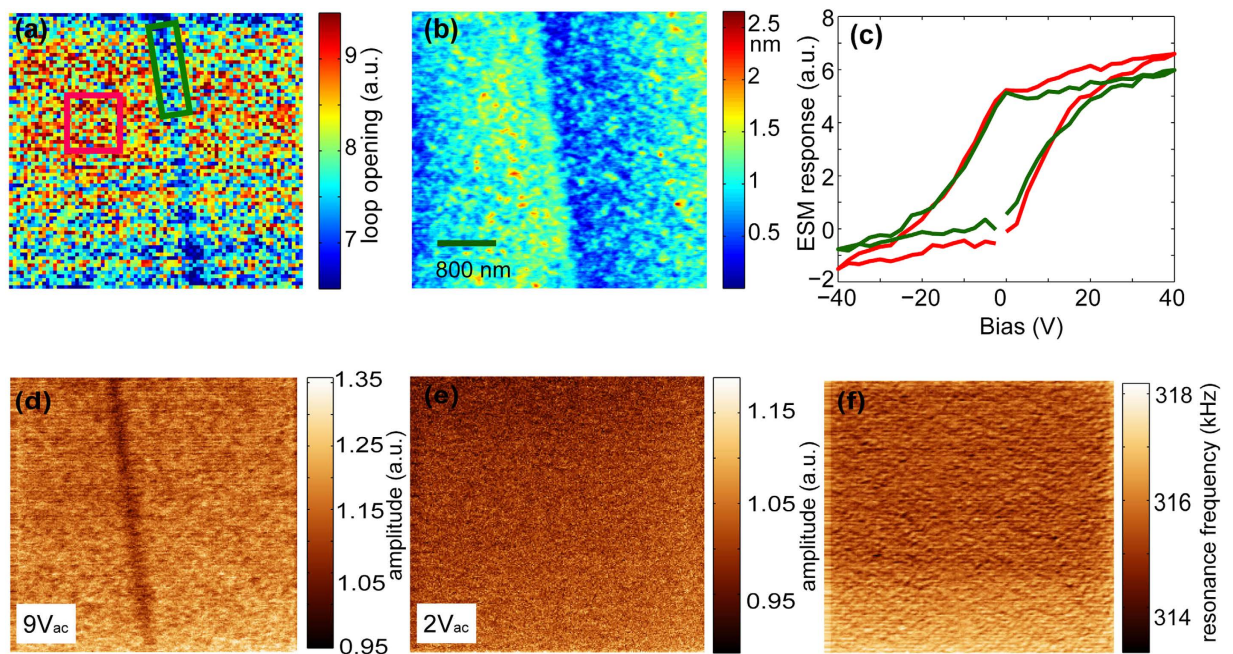 (a)
9
8
7
loop opening (a.u.)
(b)
800 nm
2.5
nm
2
1.5
1
0.5
(c)
ESM response (a.u.)
8
6
4
2
0
−2
−40
−20
0
20
40
Bias (V)
(d)
9Vac
1.35
1.25
1.15
1.05
0.95
amplitude (a.u.)
(e)
2Vac
1.15
1.05
0.95
amplitude (a.u.)
(f)
318
316
314
resonance frequency (kHz)